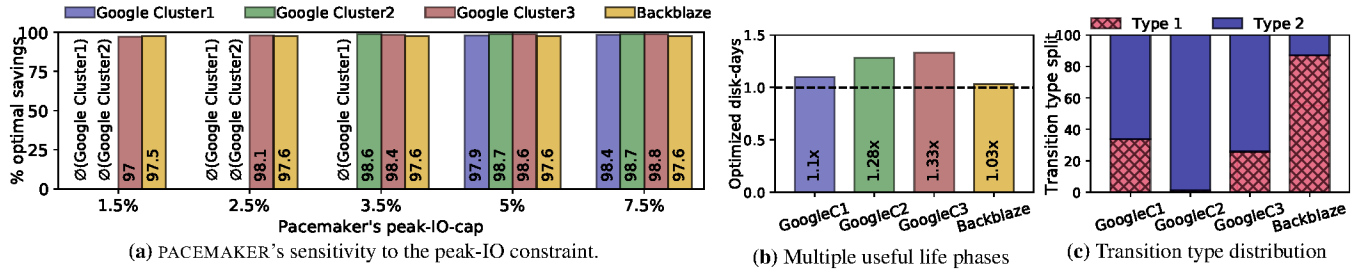 Google Cluster1 Google Cluster2 Google Cluster3 Backblaze
% optimal savings
100
75
50
25
0
Ø(Google Cluster1)
Ø(Google Cluster2)
97
97.5
Ø(Google Cluster1)
Ø(Google Cluster2)
98.1
97.6
Ø(Google Cluster1)
98.6
98.4
97.6
97.9
98.7
98.6
97.6
98.4
98.7
98.8
97.6
1.5% 2.5% 3.5% 5% 7.5%
Pacemaker's peak-IO-cap
(a) PACEMAKER's sensitivity to the peak-IO constraint.
Optimized disk-days
1.5
1.0
0.5
0.0
1.1x
1.28x
1.33x
1.03x
GoogleC1 GoogleC2 GoogleC3 Backblaze
(b) Multiple useful life phases
Type 1 Type 2
Transition type split
100
80
60
40
20
0
GoogleC1 GoogleC2 GoogleC3 Backblaze
(c) Transition type distribution